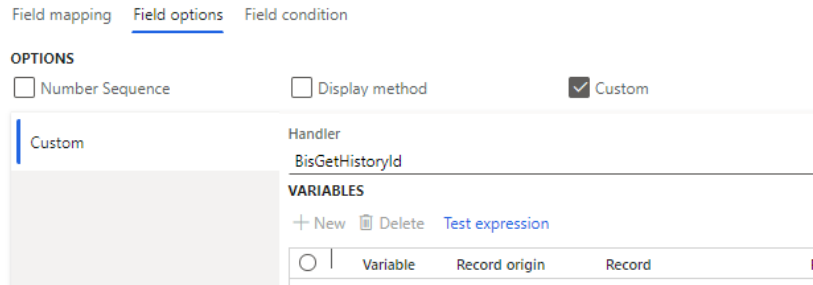 Field mapping Field options Field condition
OPTIONS
Number Sequence Display method Custom
Custom
Handler
BisGetHistoryId
VARIABLES
New Delete Test expression
Variable Record origin Record